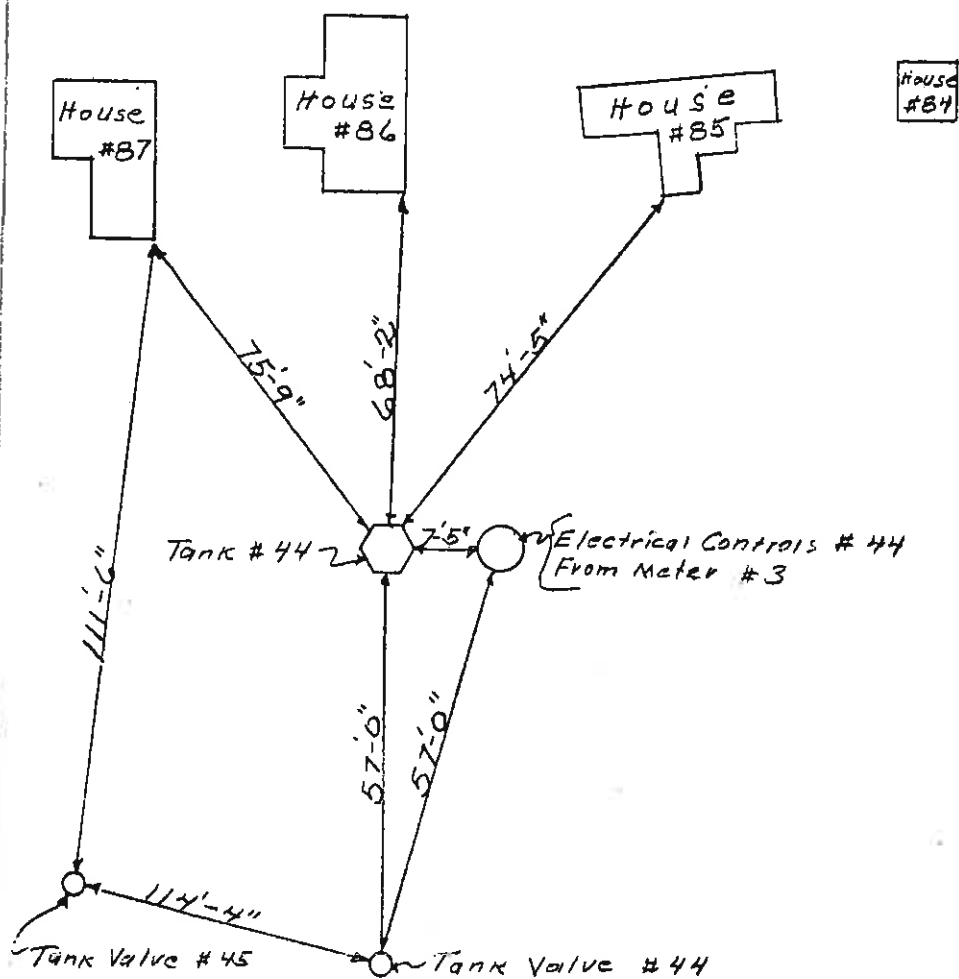 House
#87
House
#86
House
#85
House
#84
75'-9"
68'-2"
74'-5"
Tank #44
7'-5"
Electrical Controls #44
From Meter #3
111'-6"
57'-0"
57'-0"
114'-4"
Tank Valve #45
Tank Valve #44